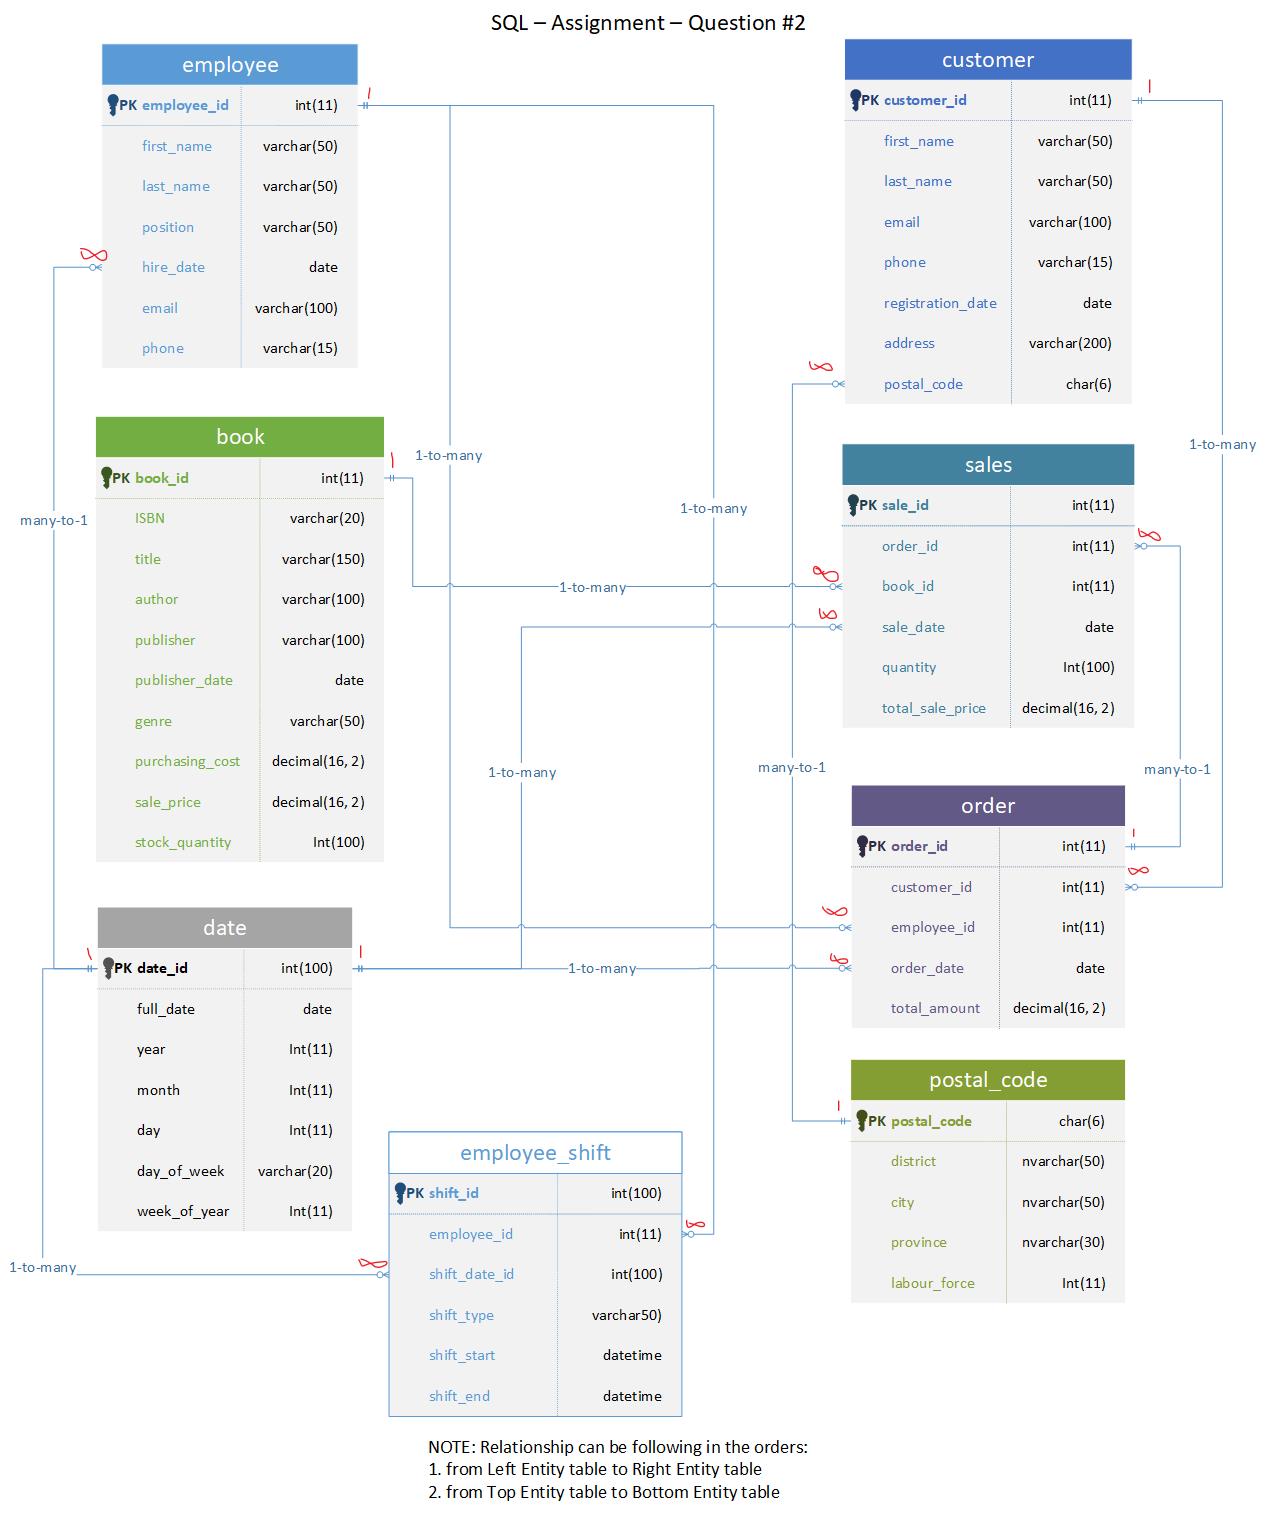 SQL – Assignment – Question #2
employee
PK employee_id int(11)
first_name varchar(50)
last_name varchar(50)
position varchar(50)
hire_date date
email varchar(100)
phone varchar(15)
customer
PK customer_id int(11)
first_name varchar(50)
last_name varchar(50)
email varchar(100)
phone varchar(15)
registration_date date
address varchar(200)
postal_code char(6)
book
PK book_id int(11)
ISBN varchar(20)
title varchar(150)
author varchar(100)
publisher varchar(100)
publisher_date date
genre varchar(50)
purchasing_cost decimal(16, 2)
sale_price decimal(16, 2)
stock_quantity Int(100)
sales
PK sale_id int(11)
order_id int(11)
book_id int(11)
sale_date date
quantity Int(100)
total_sale_price decimal(16, 2)
order
PK order_id int(11)
customer_id int(11)
employee_id int(11)
order_date date
total_amount decimal(16, 2)
date
PK date_id int(100)
full_date date
year Int(11)
month Int(11)
day Int(11)
day_of_week varchar(20)
week_of_year Int(11)
postal_code
PK postal_code char(6)
district nvarchar(50)
city nvarchar(50)
province nvarchar(30)
labour_force Int(11)
employee_shift
PK shift_id int(100)
employee_id int(11)
shift_date_id int(100)
shift_type varchar50)
shift_start datetime
shift_end datetime
1-to-many
1-to-many
1-to-many
many-to-1
1-to-many
1-to-many
many-to-1
many-to-1
1-to-many
1-to-many
1
∞
1
∞
1
∞
∞
∞
1
∞
∞
∞
1
1
1
∞
∞
NOTE: Relationship can be following in the orders:
1. from Left Entity table to Right Entity table
2. from Top Entity table to Bottom Entity table